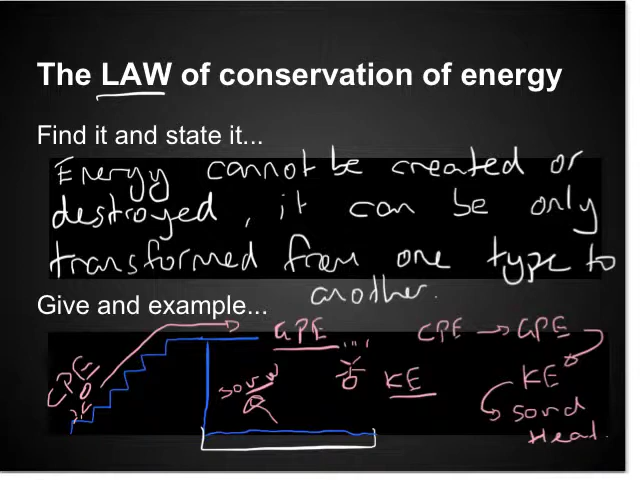 The LAW of conservation of energy
Find it and state it...
Energy cannot be created or
destroyed, it can be only
transformed from one type to
another.
Give and example...
GPE
CPE → GPE
CPE
KE
KE
Sound
Heat.